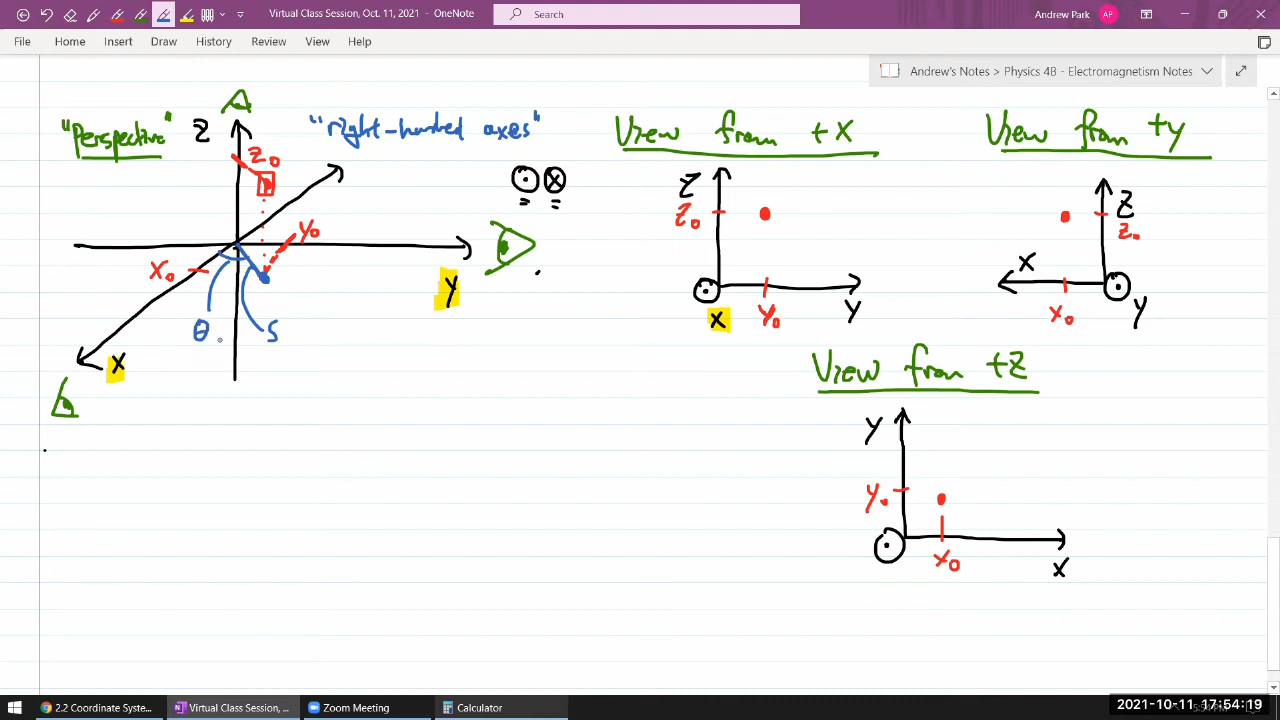 Virtual Class Session, Oct. 11, 2021 - OneNote
Search
Andrew Park
AP
File Home Insert Draw History Review View Help
Andrew's Notes > Physics 4B - Electromagnetism Notes
"Perspective"
"right-handed axes"
z
z₀
y₀
x₀
y
θ
s
x
View from +x
z
z₀
x
y₀
y
View from +y
z
z₀
x
x₀
y
View from +z
y
y₀
x₀
x
2.2 Coordinate Syste...
Virtual Class Session,...
Zoom Meeting
Calculator
2021-10-11 17:54:19